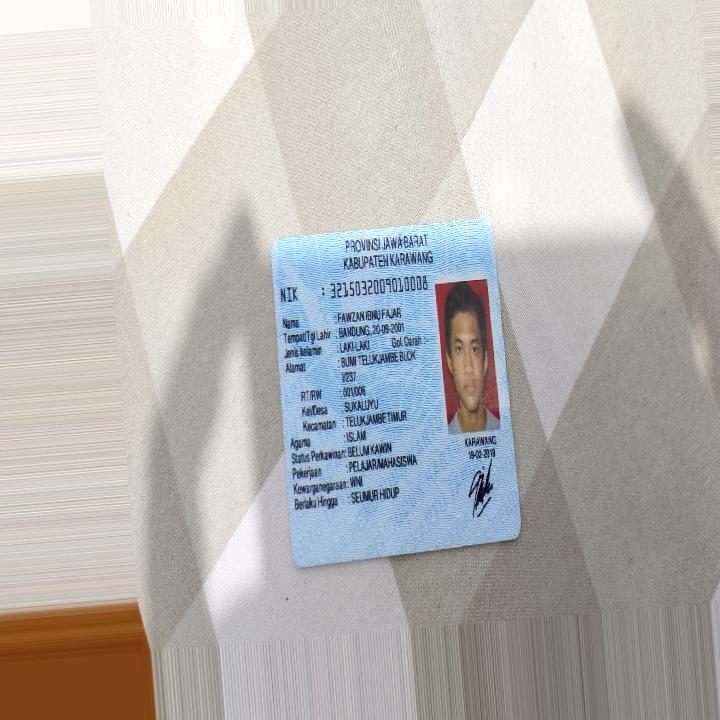 PROVINSI JAWA BARAT
KABUPATEN KARAWANG
NIK : 3215032009010008
Nama : FAWZAN IBNU FAJAR
Tempat/Tgl Lahir : BANDUNG, 20-09-2001
Jenis kelamin : LAKI-LAKI Gol. Darah :-
Alamat : BUMI TELUKJAMBE BLOK
I/237
RT/RW : 001/006
Kel/Desa : SUKALUYU
Kecamatan : TELUKJAMBE TIMUR
Agama : ISLAM
Status Perkawinan: BELUM KAWIN
Pekerjaan : PELAJAR/MAHASISWA
Kewarganegaraan: WNI
Berlaku Hingga : SEUMUR HIDUP
KARAWANG
18-02-2019